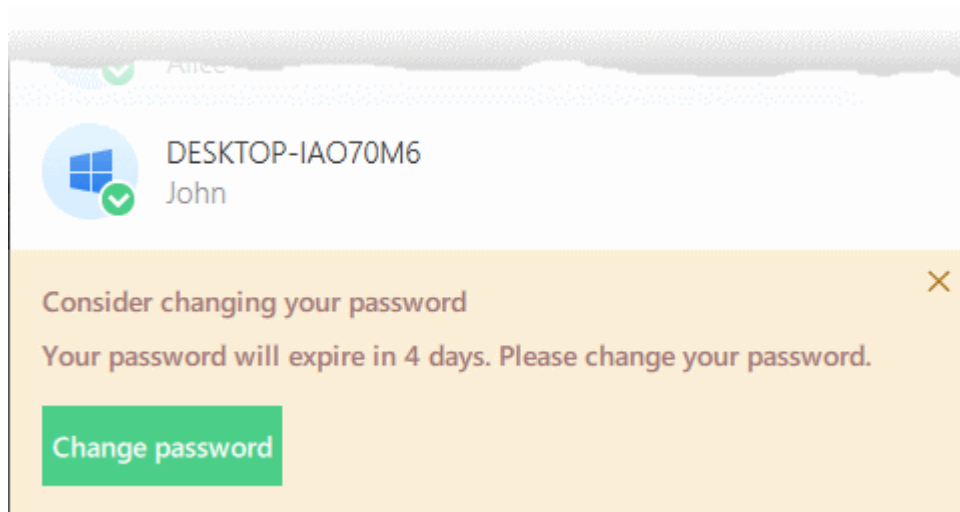 Alice
DESKTOP-IAO70M6
John
Consider changing your password
Your password will expire in 4 days. Please change your password.
Change password